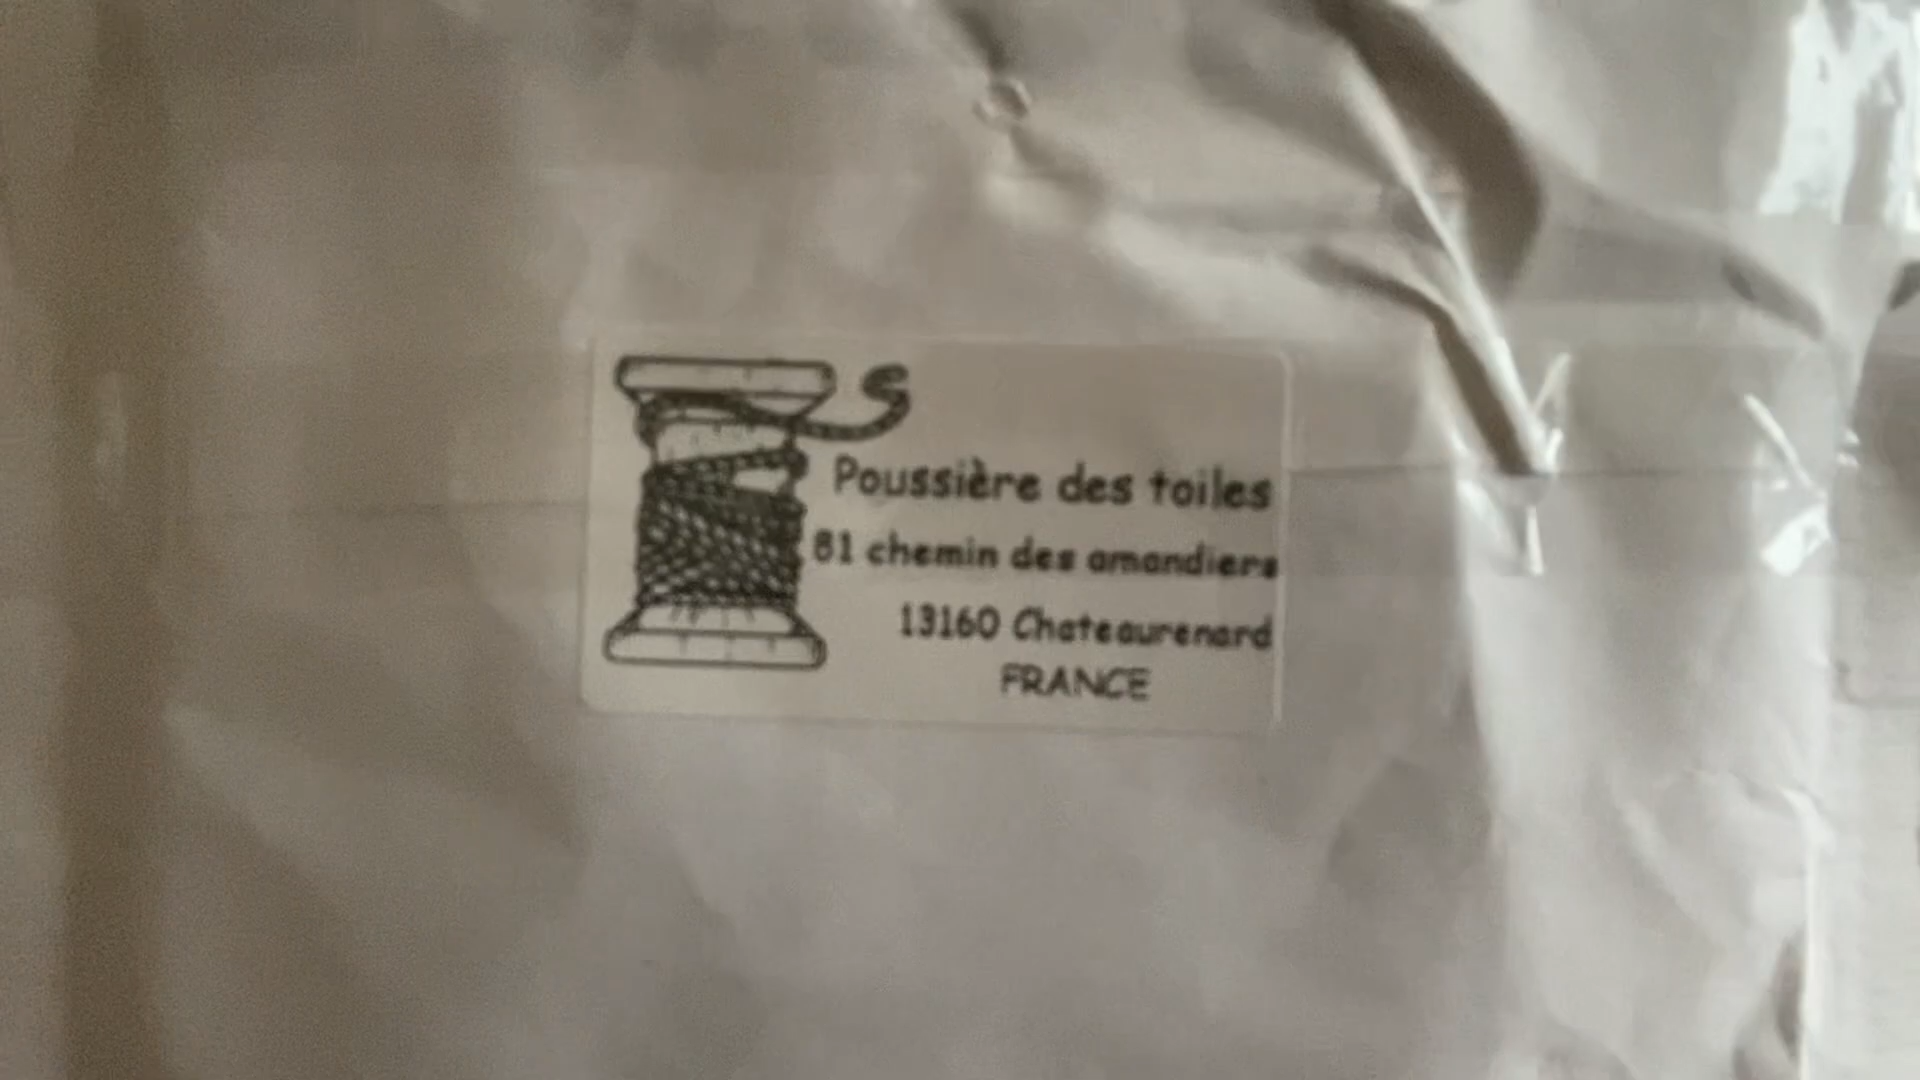 Poussière des toiles
81 chemin des amandiers
13160 Chateaurenard
FRANCE